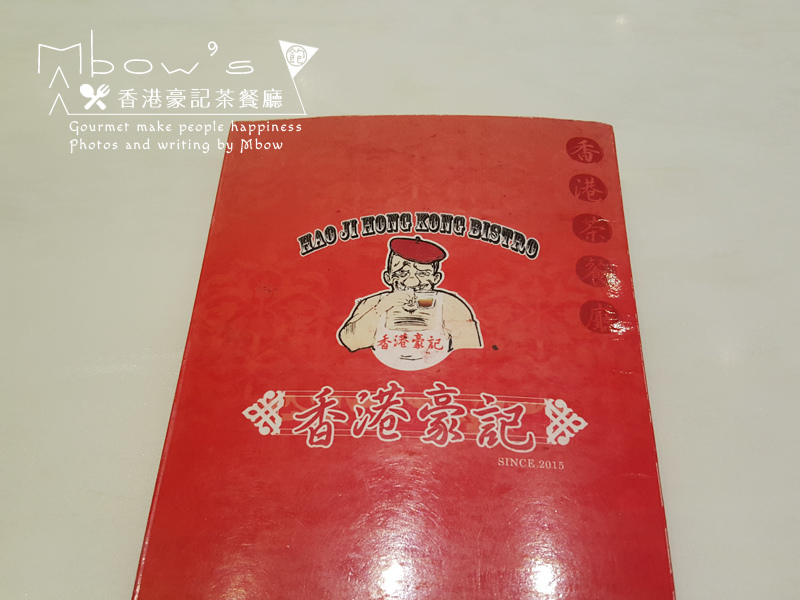 Mbow's
館
香港豪記茶餐廳
Gourmet make people happiness
Photos and writing by Mbow
香港茶餐廳
HAO JI HONG KONG BISTRO
香港豪記
香港豪記
SINCE.2015